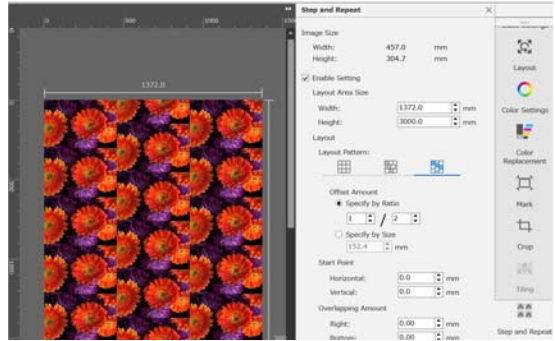 Step and Repeat
Image Size
Width: 457.0 mm
Height: 304.7 mm
Enable Setting
Layout Area Size
Width: 1372.0 mm
Height: 3000.0 mm
Layout
Layout Pattern:
Offset Amount
Specify by Ratio
1 / 2
Specify by Size
152.4 mm
Start Point
Horizontal: 0.0 mm
Vertical: 0.0 mm
Overlapping Amount
Right: 0.00 mm
Bottom: 0.00 mm
0 500 1000
1372.0
Layout
Color Settings
Color
Replacement
Mark
Crop
Tiling
Step and Repeat